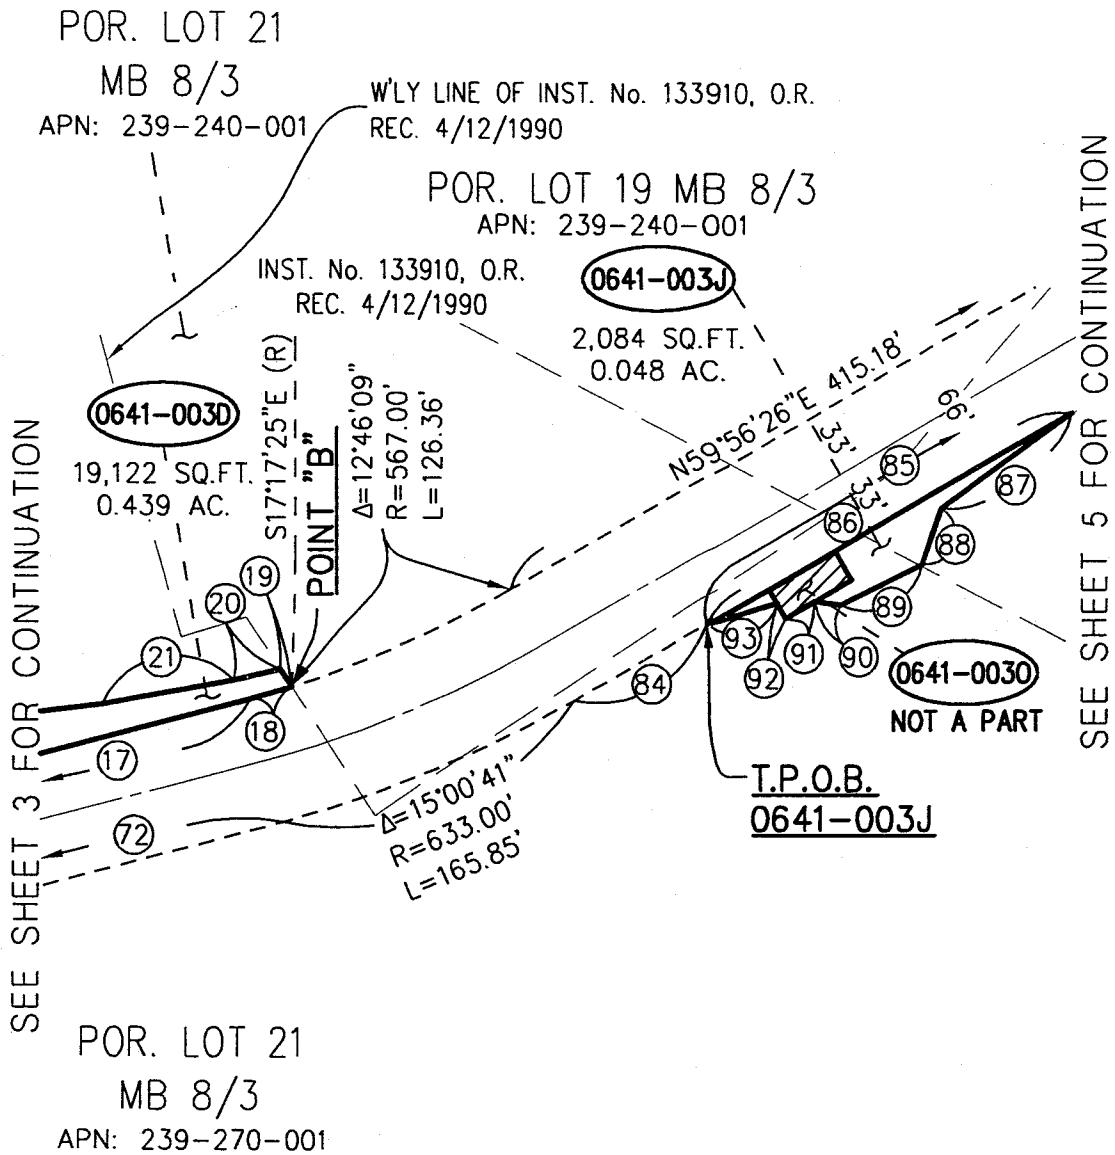 POR. LOT 21
MB 8/3
APN: 239-240-001
W'LY LINE OF INST. No. 133910, O.R.
REC. 4/12/1990
POR. LOT 19 MB 8/3
APN: 239-240-001
INST. No. 133910, O.R.
REC. 4/12/1990
0641-003J
2,084 SQ.FT.
0.048 AC.
0641-003D
19,122 SQ.FT.
0.439 AC.
S17°17'25"E (R)
POINT "B"
Δ=12°46'09"
R=567.00'
L=126.36'
N59°56'26"E 415.18'
66'
33'
33'
85
86
87
88
89
90
91
92
93
84
19
20
21
18
17
72
0641-003O
NOT A PART
T.P.O.B.
0641-003J
Δ=15°00'41"
R=633.00'
L=165.85'
SEE SHEET 3 FOR CONTINUATION
SEE SHEET 5 FOR CONTINUATION
POR. LOT 21
MB 8/3
APN: 239-270-001